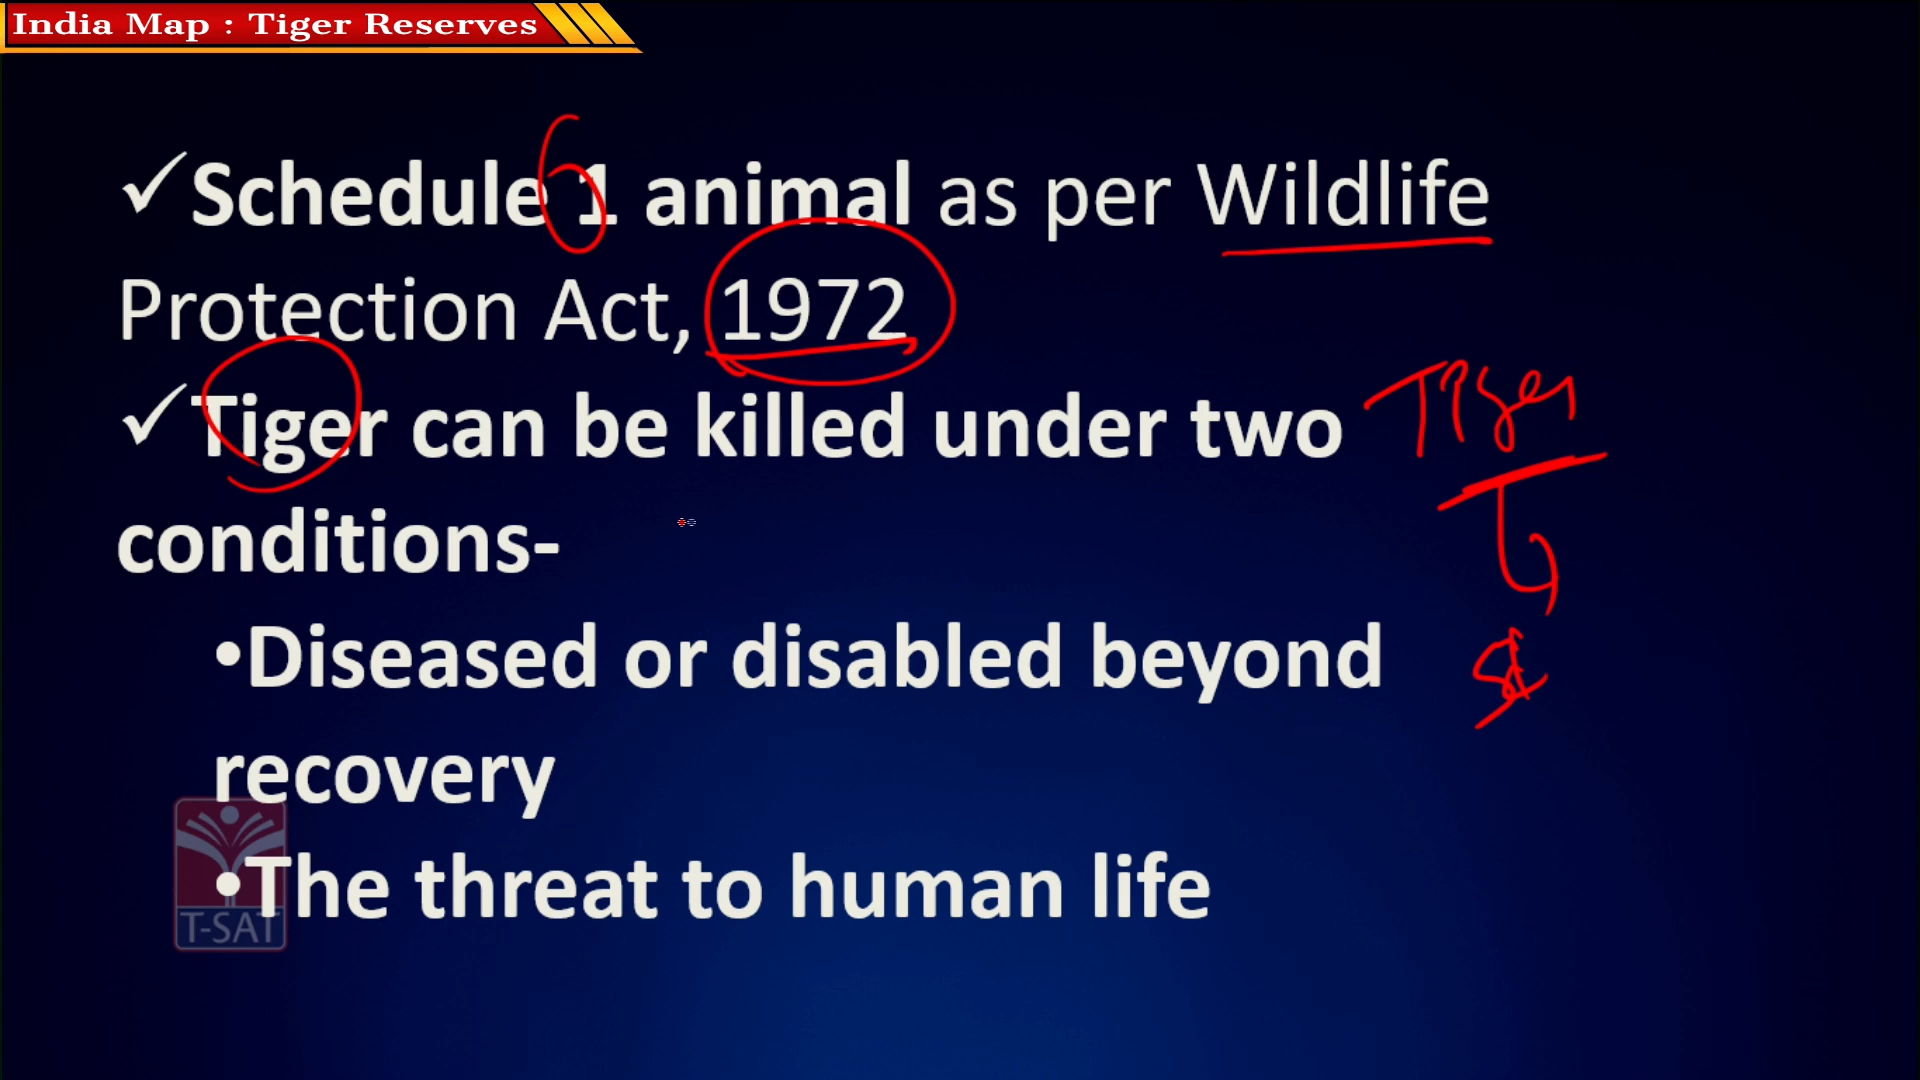 India Map : Tiger Reserves
✓Schedule 1 animal as per Wildlife
Protection Act, 1972
✓Tiger can be killed under two
Tiger
conditions-
•Diseased or disabled beyond
recovery
•The threat to human life
T-SAT